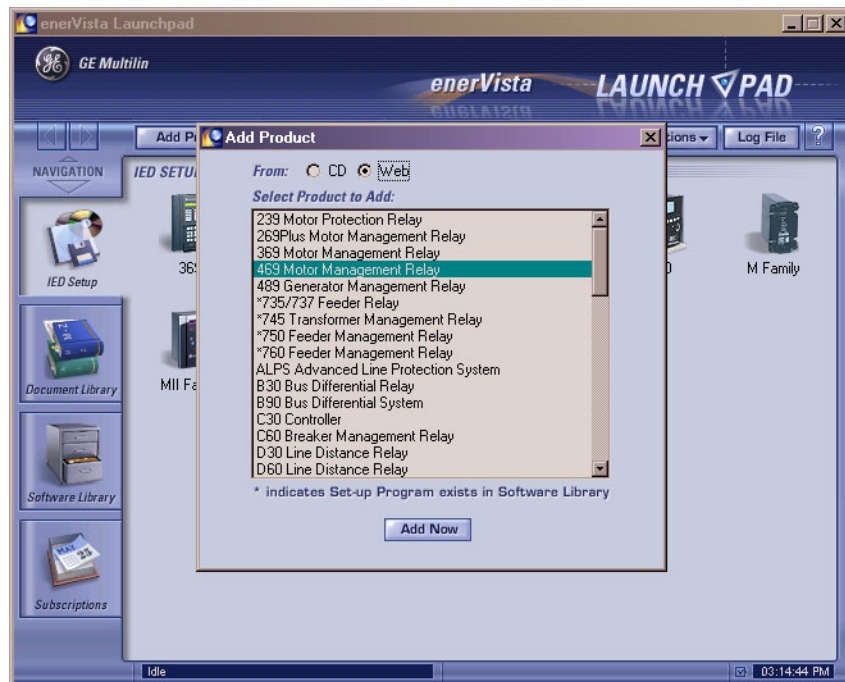 enerVista Launchpad
GE Multilin
enerVista LAUNCHPAD
Add Product
Log File
?
NAVIGATION
IED SETU
From: CD Web
Select Product to Add:
239 Motor Protection Relay
269Plus Motor Management Relay
369 Motor Management Relay
469 Motor Management Relay
489 Generator Management Relay
*735/737 Feeder Relay
*745 Transformer Management Relay
*750 Feeder Management Relay
*760 Feeder Management Relay
ALPS Advanced Line Protection System
B30 Bus Differential Relay
B90 Bus Differential System
C30 Controller
C60 Breaker Management Relay
D30 Line Distance Relay
D60 Line Distance Relay
* indicates Set-up Program exists in Software Library
Add Now
IED Setup
M Family
Document Library
MII Fa
Software Library
MAY
25
Subscriptions
Idle
03:14:44 PM